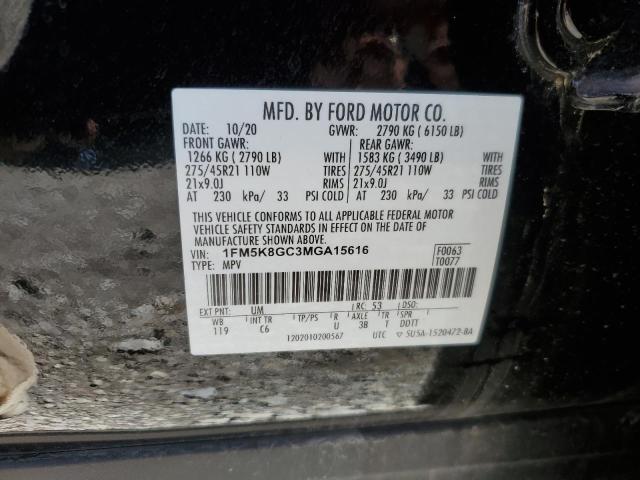 MFD. BY FORD MOTOR CO.
DATE: 10/20 GVWR: 2790 KG ( 6150 LB)
FRONT GAWR: REAR GAWR:
1266 KG ( 2790 LB) WITH 1583 KG ( 3490 LB) WITH
275/45R21 110W TIRES 275/45R21 110W TIRES
21x9.0J RIMS 21x9.0J RIMS
AT 230 kPa/ 33 PSI COLD AT 230 kPa/ 33 PSI COLD
THIS VEHICLE CONFORMS TO ALL APPLICABLE FEDERAL MOTOR
VEHICLE SAFETY STANDARDS IN EFFECT ON THE DATE OF
MANUFACTURE SHOWN ABOVE.
VIN: 1FM5K8GC3MGA15616 F0063
TYPE: MPV T0077
EXT PNT: UM RC: 53 DSO:
WB INT TR TP/PS R AXLE TR SPR
119 C6 U 3B T DDTT
1202010200567 UTC ▽ 5U5A-1520472-BA